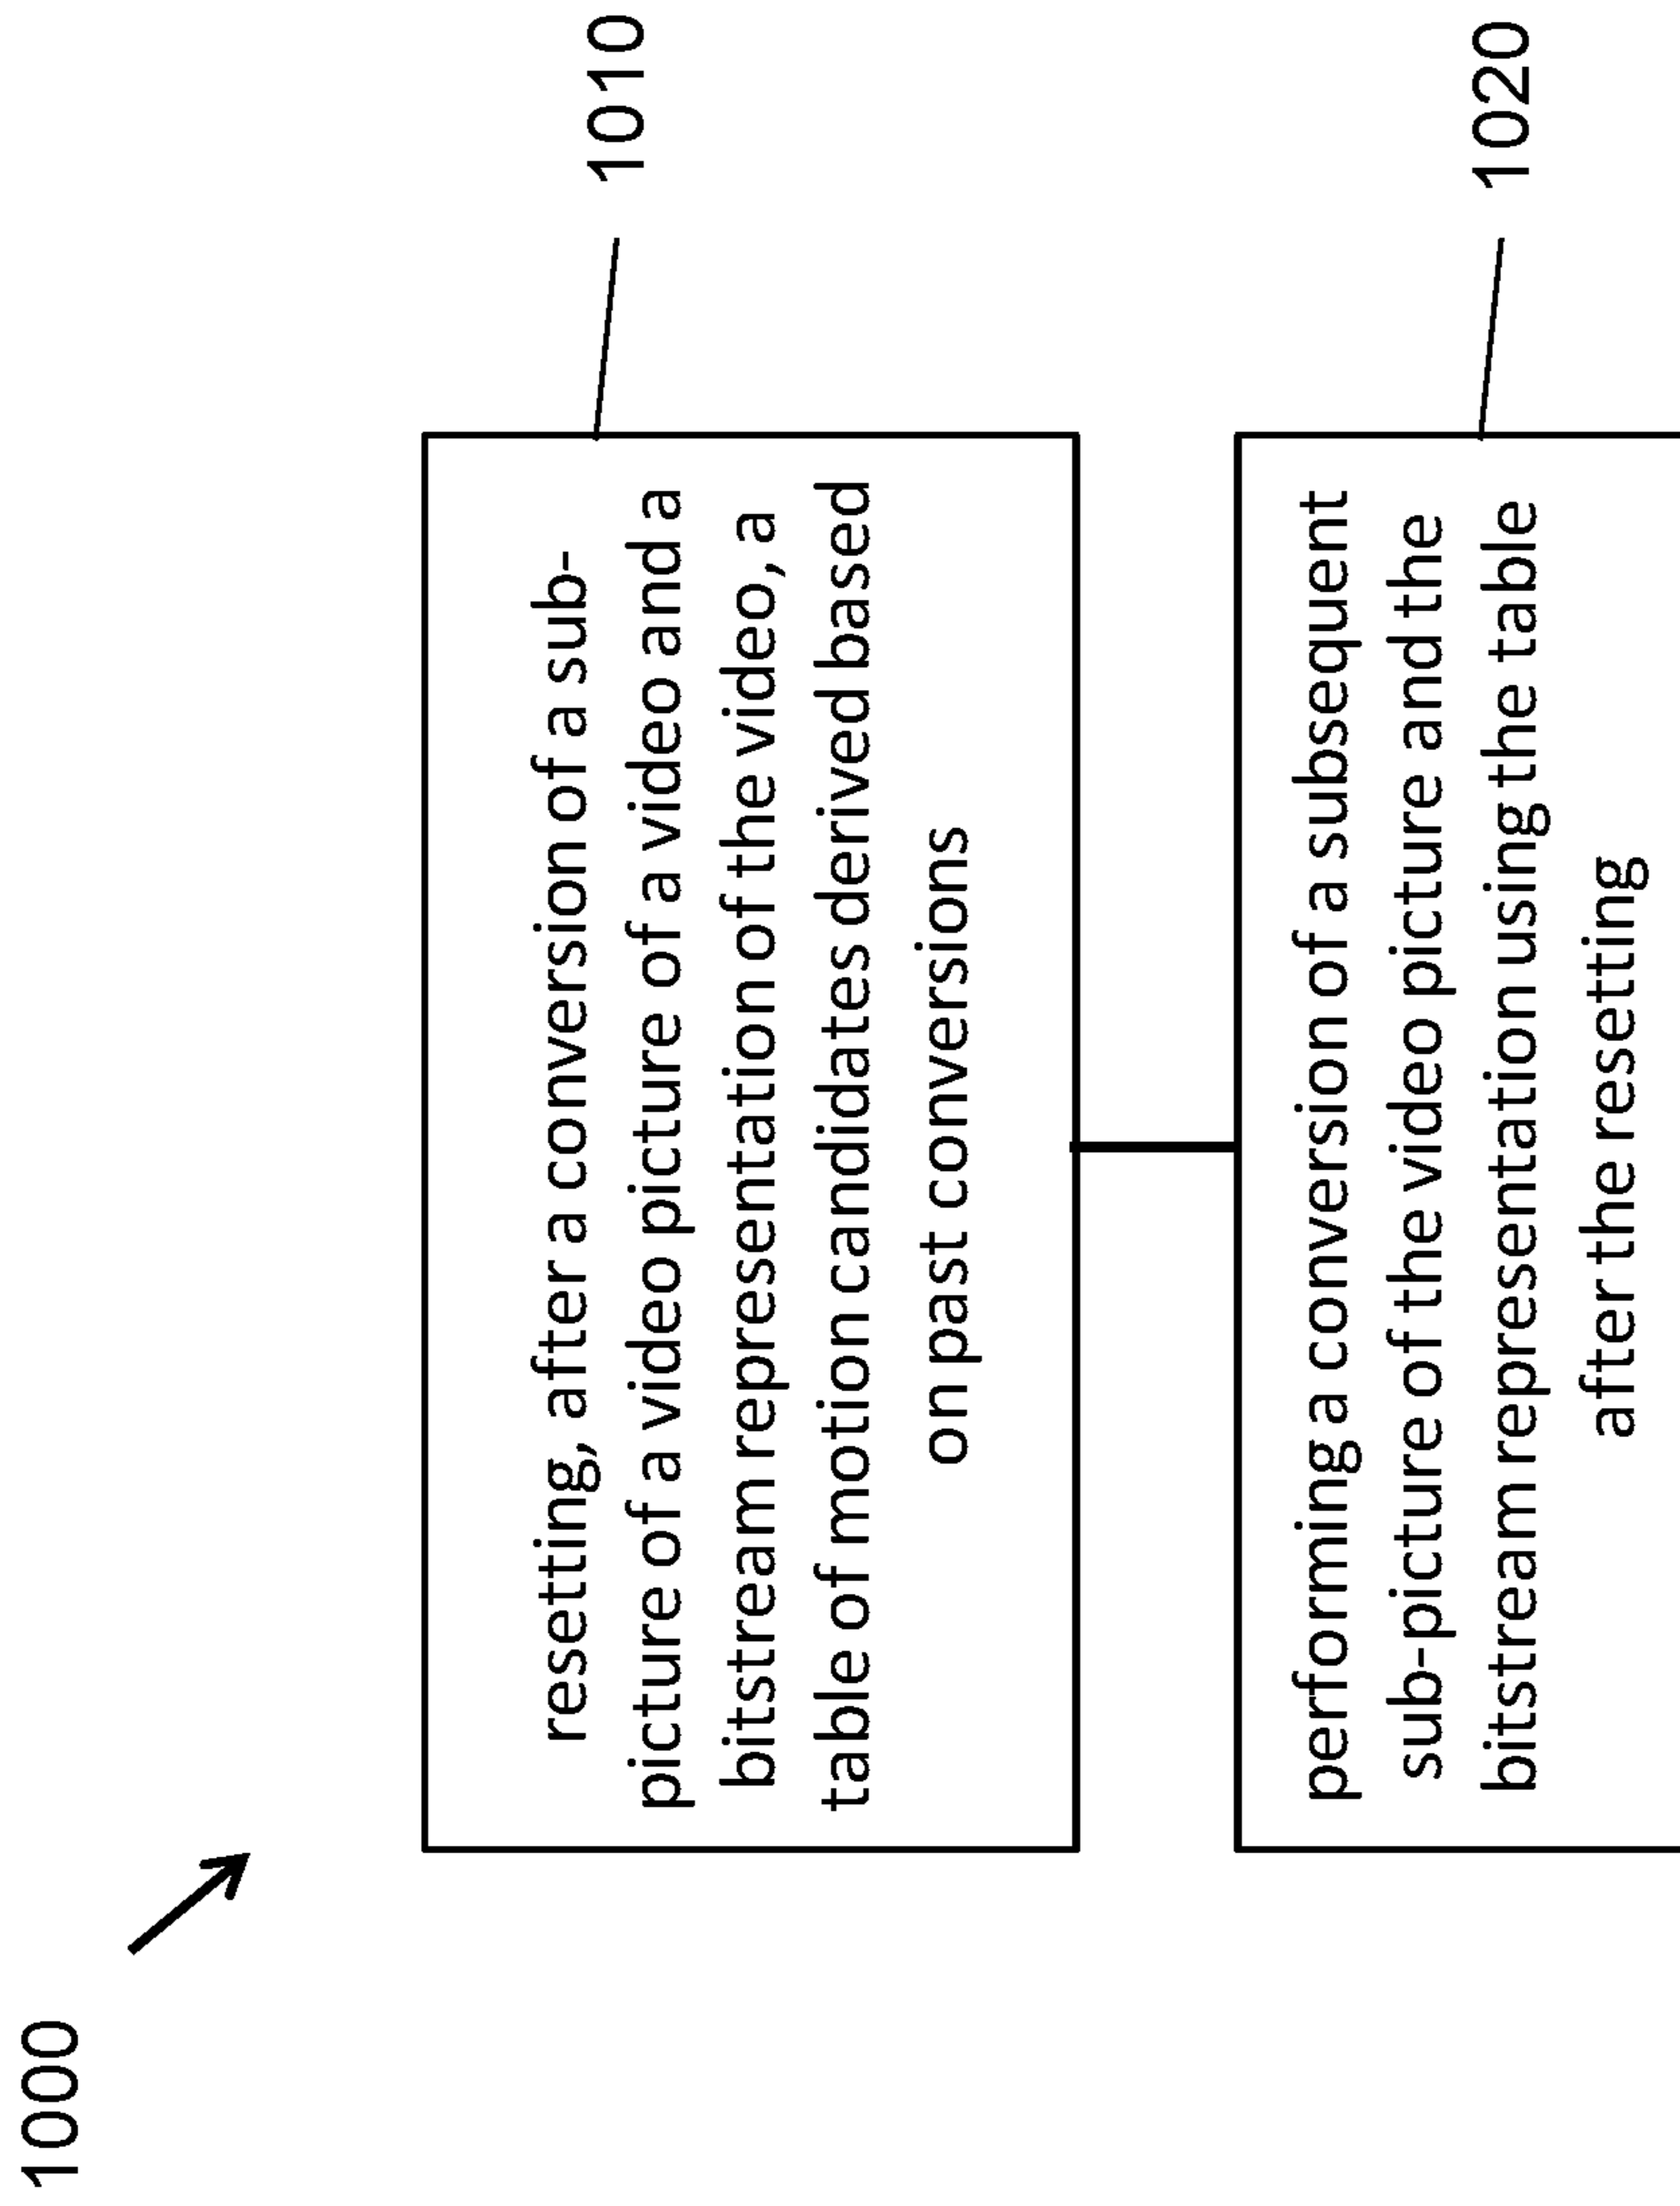 1000
resetting, after a conversion of a sub-
picture of a video picture of a video and a
bitstream representation of the video, a
table of motion candidates derived based
on past conversions
1010
performing a conversion of a subsequent
sub-picture of the video picture and the
bitstream representation using the table
after the resetting
1020